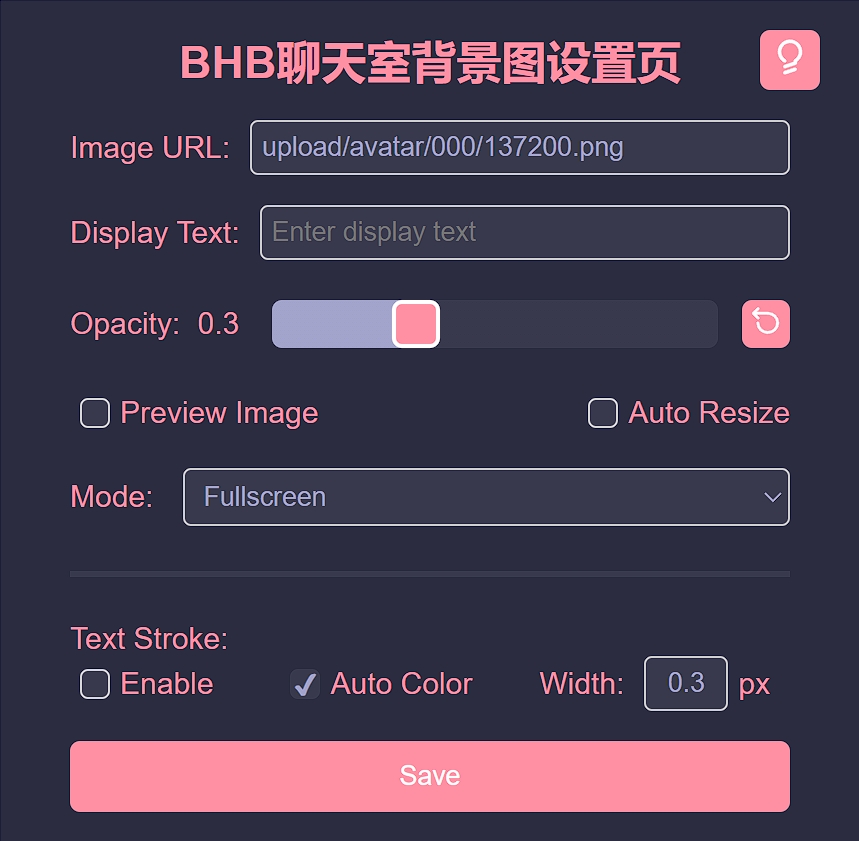 BHB聊天室背景图设置页
Image URL: upload/avatar/000/137200.png
Display Text: Enter display text
Opacity: 0.3
Preview Image Auto Resize
Mode: Fullscreen
Text Stroke:
Enable Auto Color Width: 0.3 px
Save